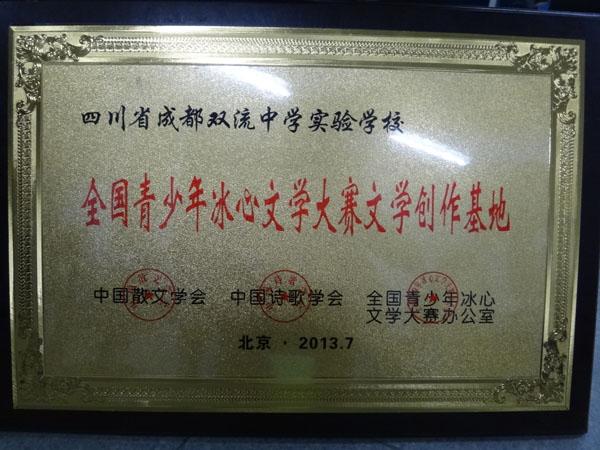 四川省成都双流中学实验学校
全国青少年冰心文学大赛文学创作基地
中国散文学会 中国诗歌学会 全国青少年冰心
文学大赛办公室
北京·2013.7